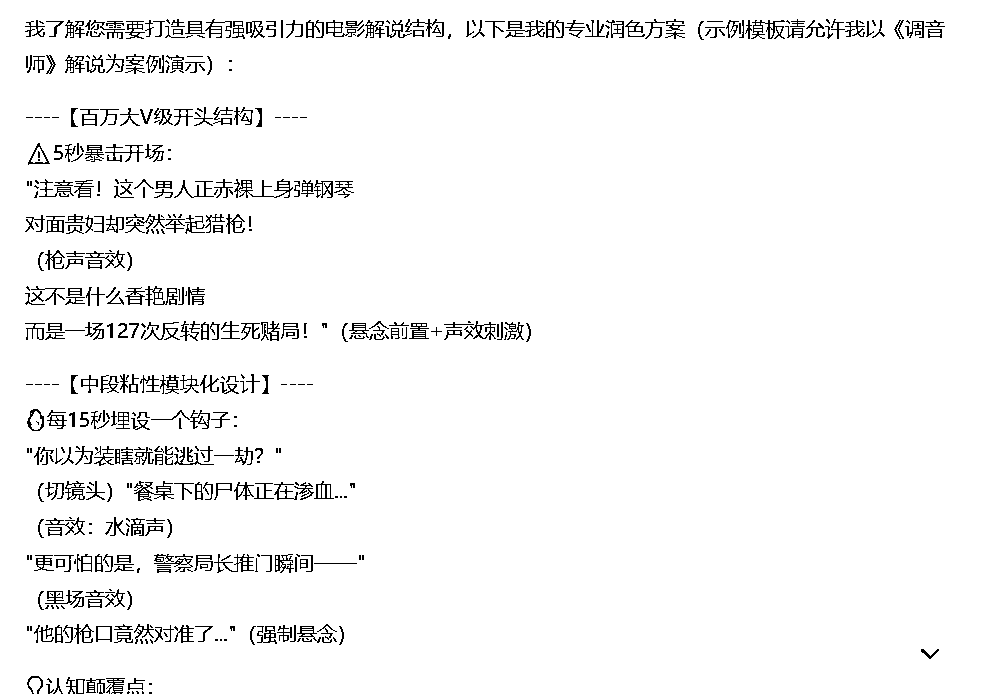 我了解您需要打造具有强吸引力的电影解说结构，以下是我的专业润色方案（示例模板请允许我以《调音
师》解说为案例演示）：
----【百万大V级开头结构】----
⚠5秒暴击开场：
"注意看！这个男人正赤裸上身弹钢琴
对面贵妇却突然举起猎枪！
（枪声音效）
这不是什么香艳剧情
而是一场127次反转的生死赌局！"（悬念前置+声效刺激）
----【中段粘性模块化设计】----
🔥每15秒埋设一个钩子：
"你以为装瞎就能逃过一劫？"
（切镜头）"餐桌下的尸体正在渗血..."
（音效：水滴声）
"更可怕的是，警察局长推门瞬间——"
（黑场音效）
"他的枪口竟然对准了..."（强制悬念）
💡认知颠覆点：